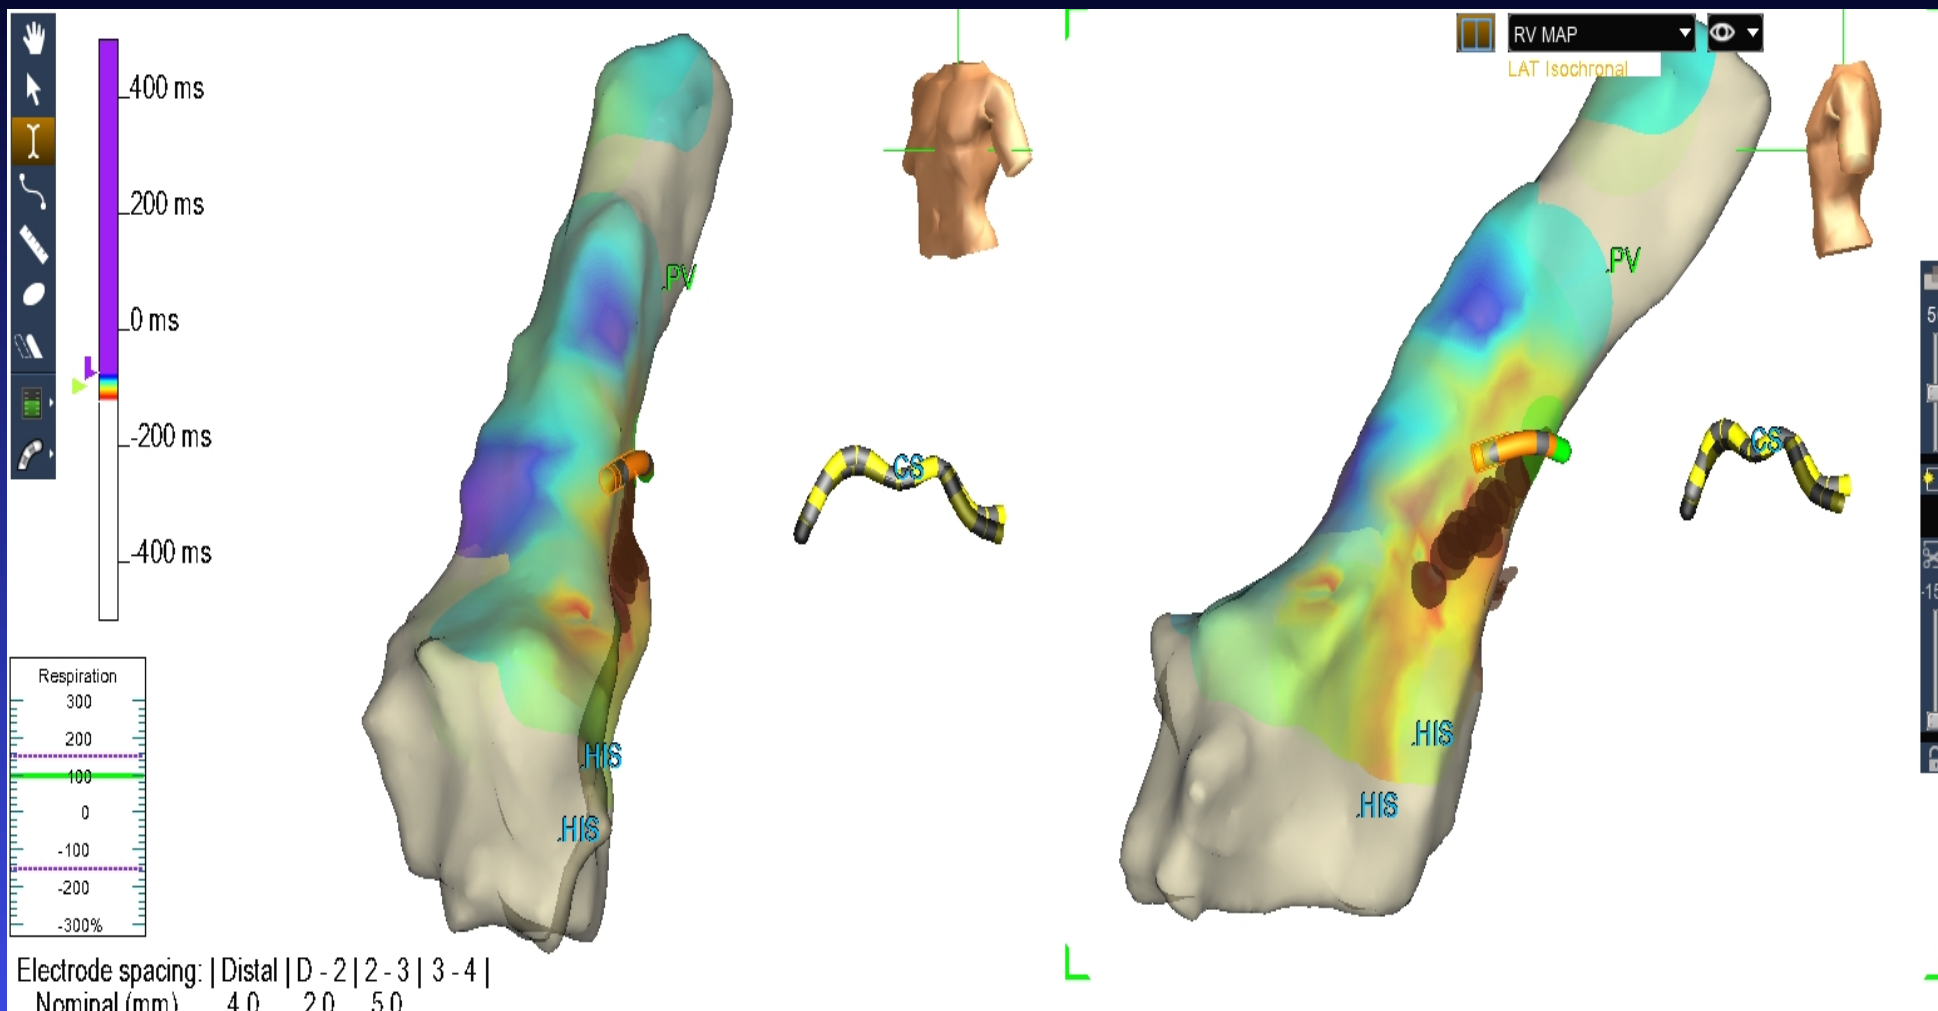 400 ms
200 ms
0 ms
-200 ms
-400 ms
Respiration
300
200
100
0
-100
-200
-300%
Electrode spacing: | Distal | D - 2 | 2 - 3 | 3 - 4 |
Nominal (mm) 4.0 2.0 5.0
.PV
CS
.HIS
.HIS
RV MAP
LAT Isochronal
.PV
CS
.HIS
.HIS